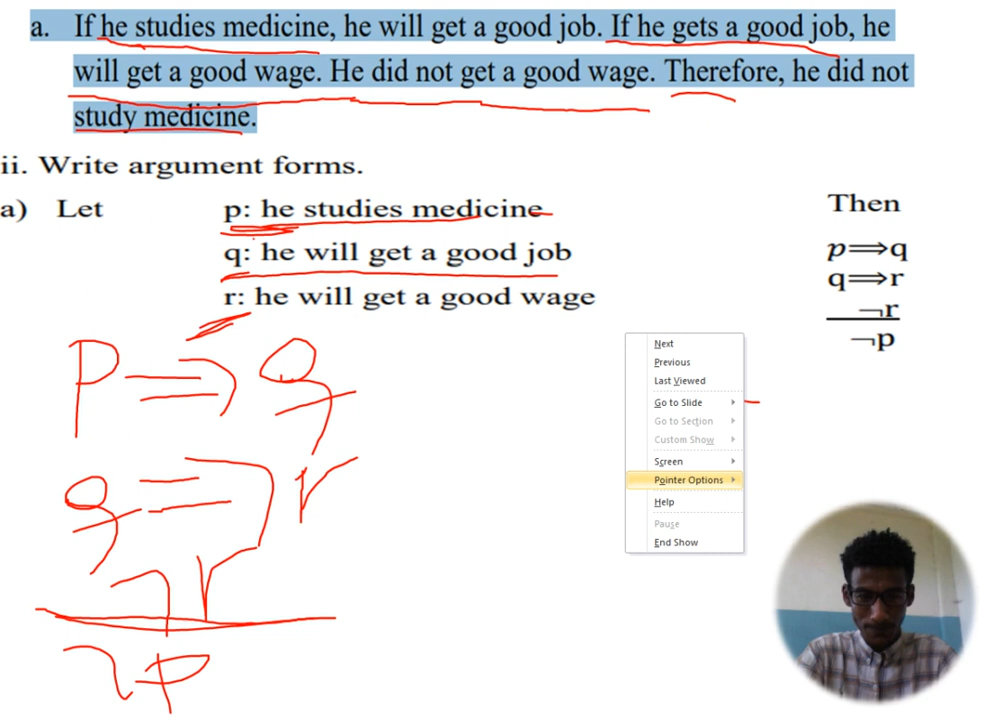 a. If he studies medicine, he will get a good job. If he gets a good job, he
will get a good wage. He did not get a good wage. Therefore, he did not
study medicine.
ii. Write argument forms.
a) Let p: he studies medicine Then
q: he will get a good job p⟹q
r: he will get a good wage q⟹r
¬r
¬p
p ⟹ q
q ⟹ r
¬r
¬p
Next
Previous
Last Viewed
Go to Slide
Go to Section
Custom Show
Screen
Pointer Options
Help
Pause
End Show